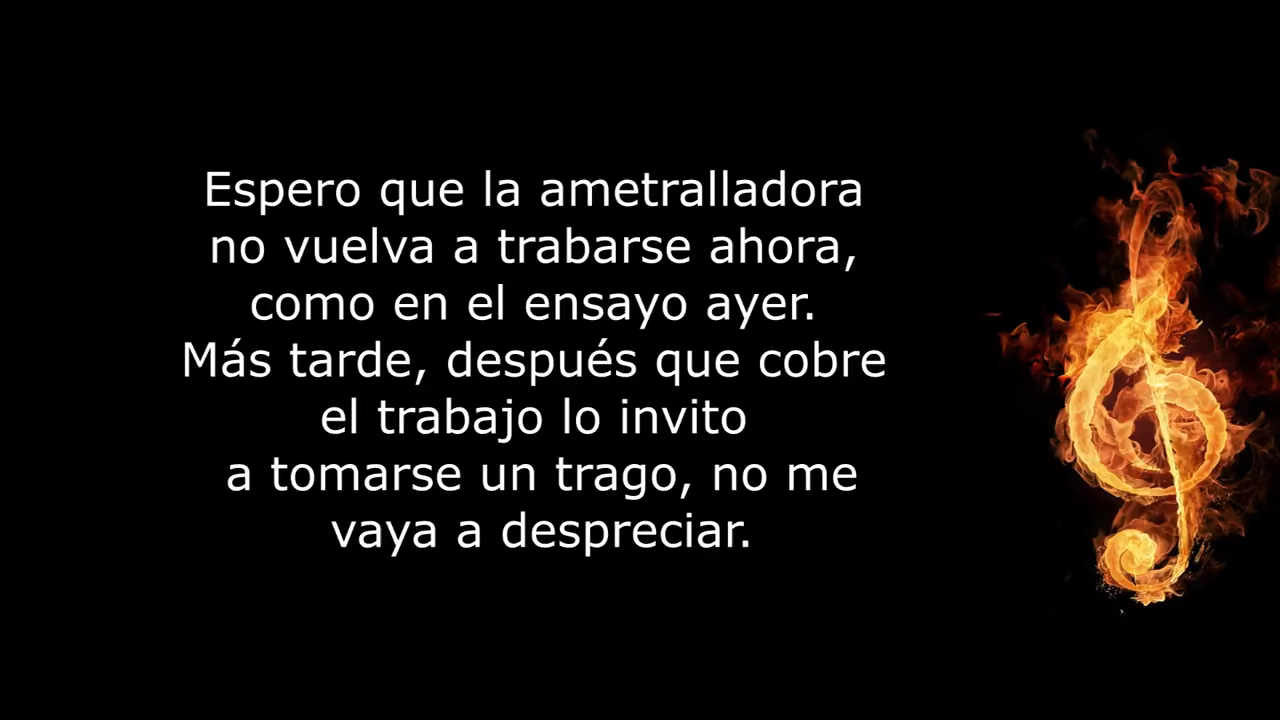 Espero que la ametralladora
no vuelva a trabarse ahora,
como en el ensayo ayer.
Más tarde, después que cobre
el trabajo lo invito
a tomarse un trago, no me
vaya a despreciar.